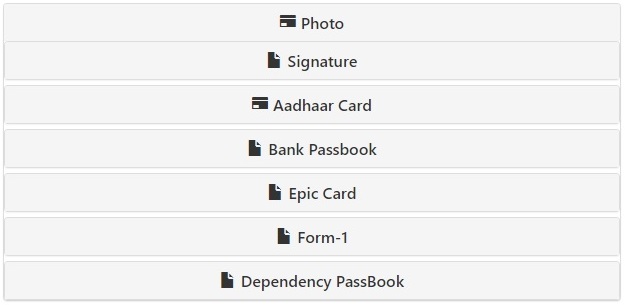 Photo
Signature
Aadhaar Card
Bank Passbook
Epic Card
Form-1
Dependency PassBook